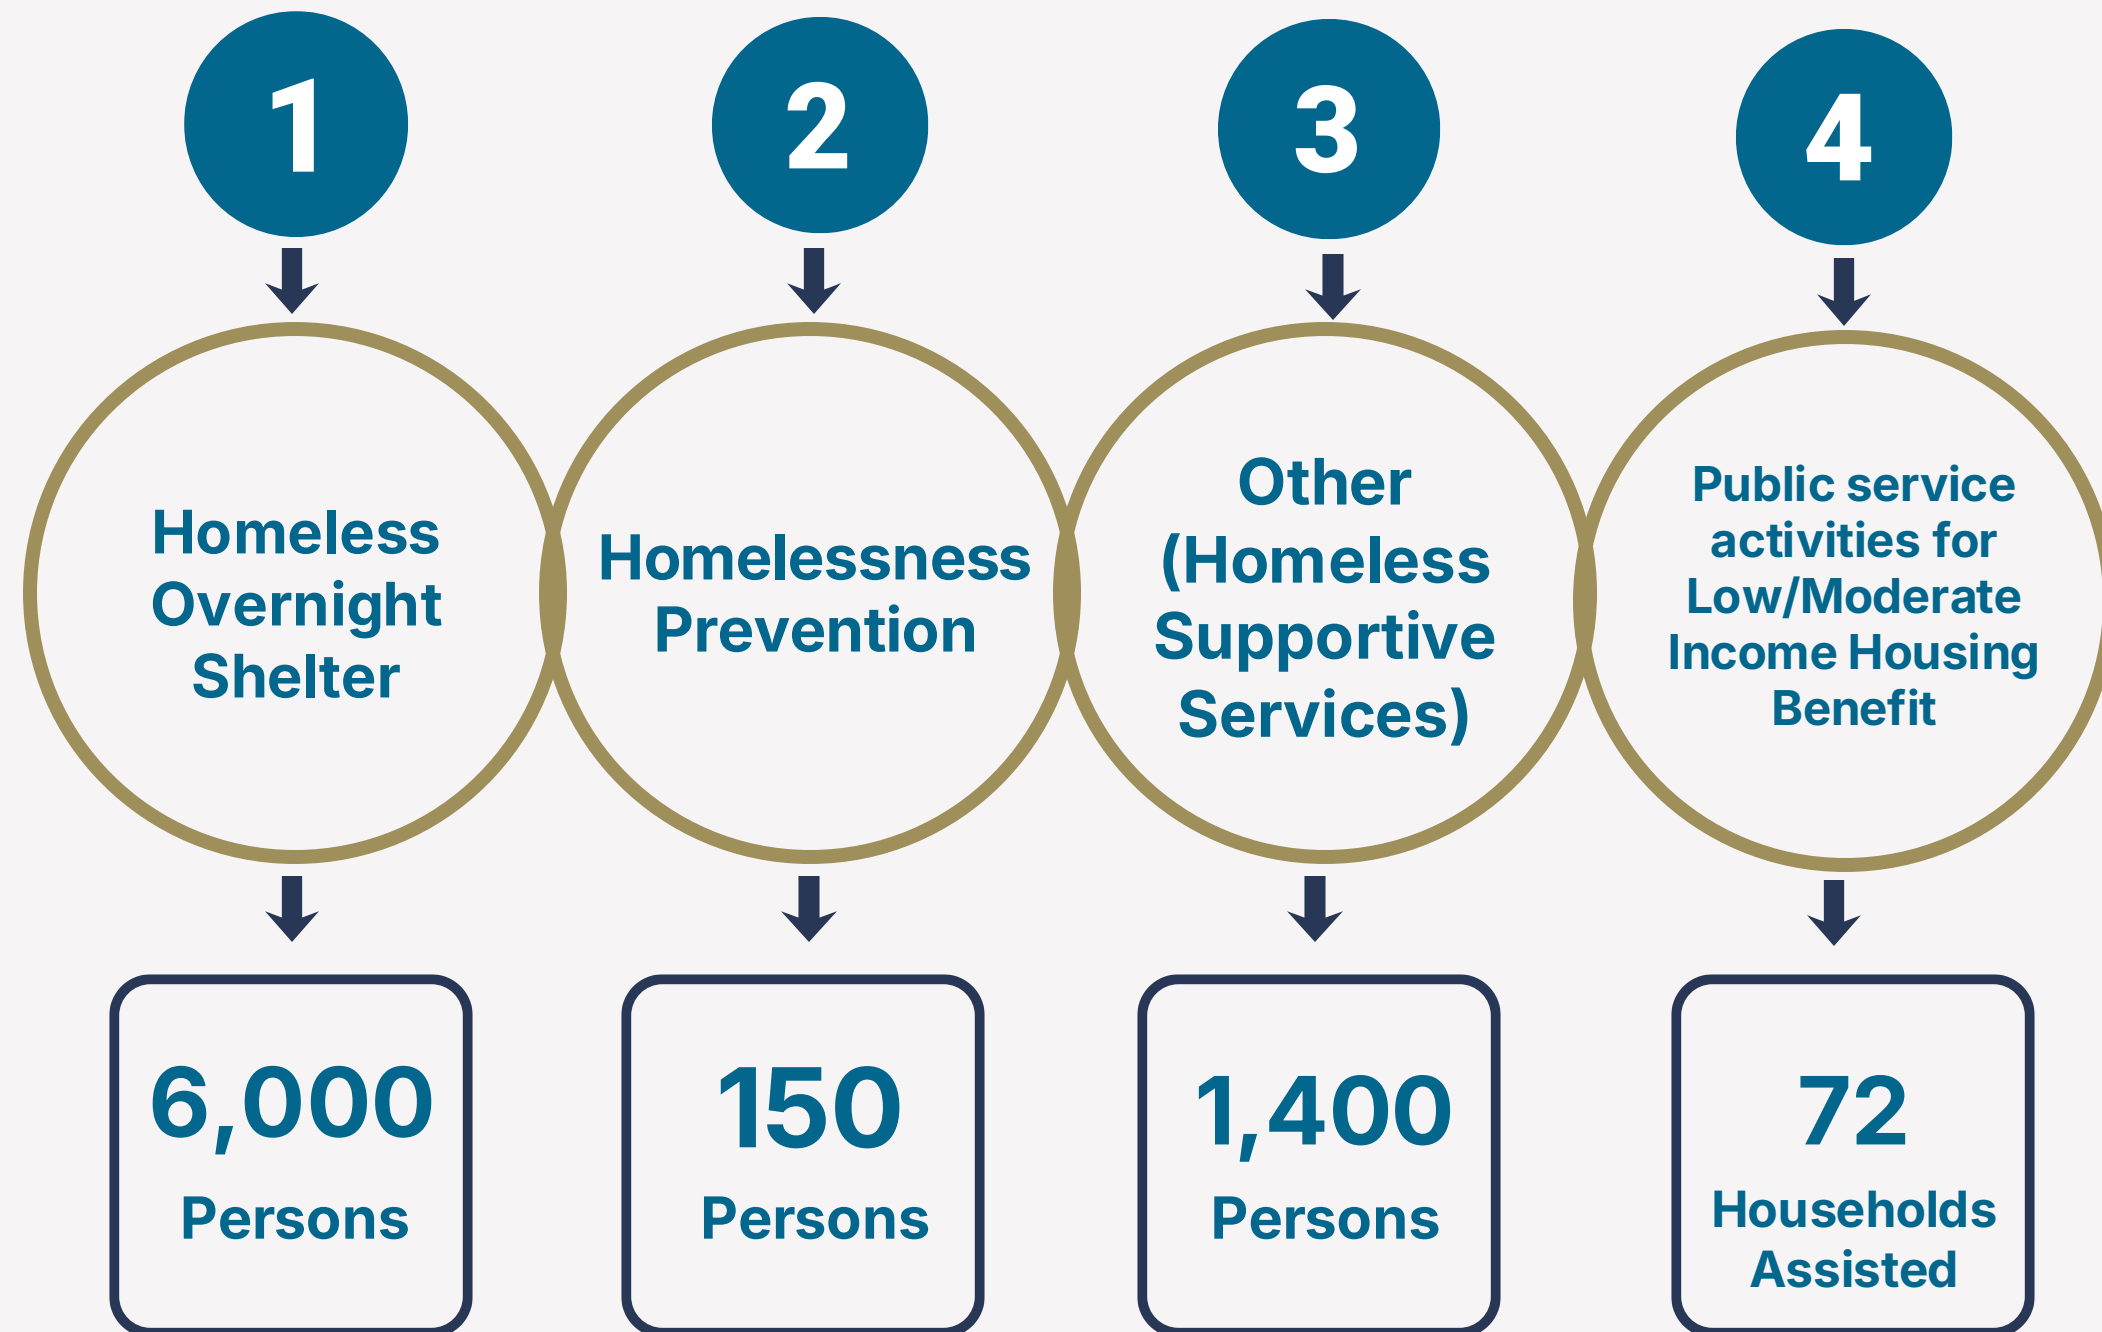 1
Homeless
Overnight
Shelter
6,000
Persons
2
Homelessness
Prevention
150
Persons
3
Other
(Homeless
Supportive
Services)
1,400
Persons
4
Public service
activities for
Low/Moderate
Income Housing
Benefit
72
Households
Assisted